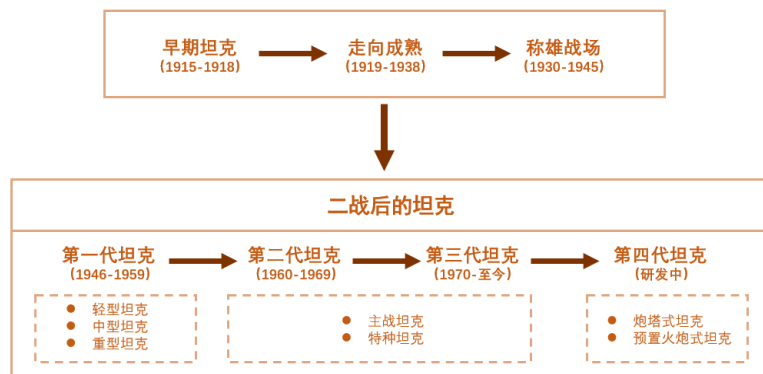 早期坦克
(1915-1918)
走向成熟
(1919-1938)
称雄战场
(1930-1945)
二战后的坦克
第一代坦克
(1946-1959)
第二代坦克
(1960-1969)
第三代坦克
(1970-至今)
第四代坦克
(研发中)
轻型坦克
中型坦克
重型坦克
主战坦克
特种坦克
炮塔式坦克
预置火炮式坦克